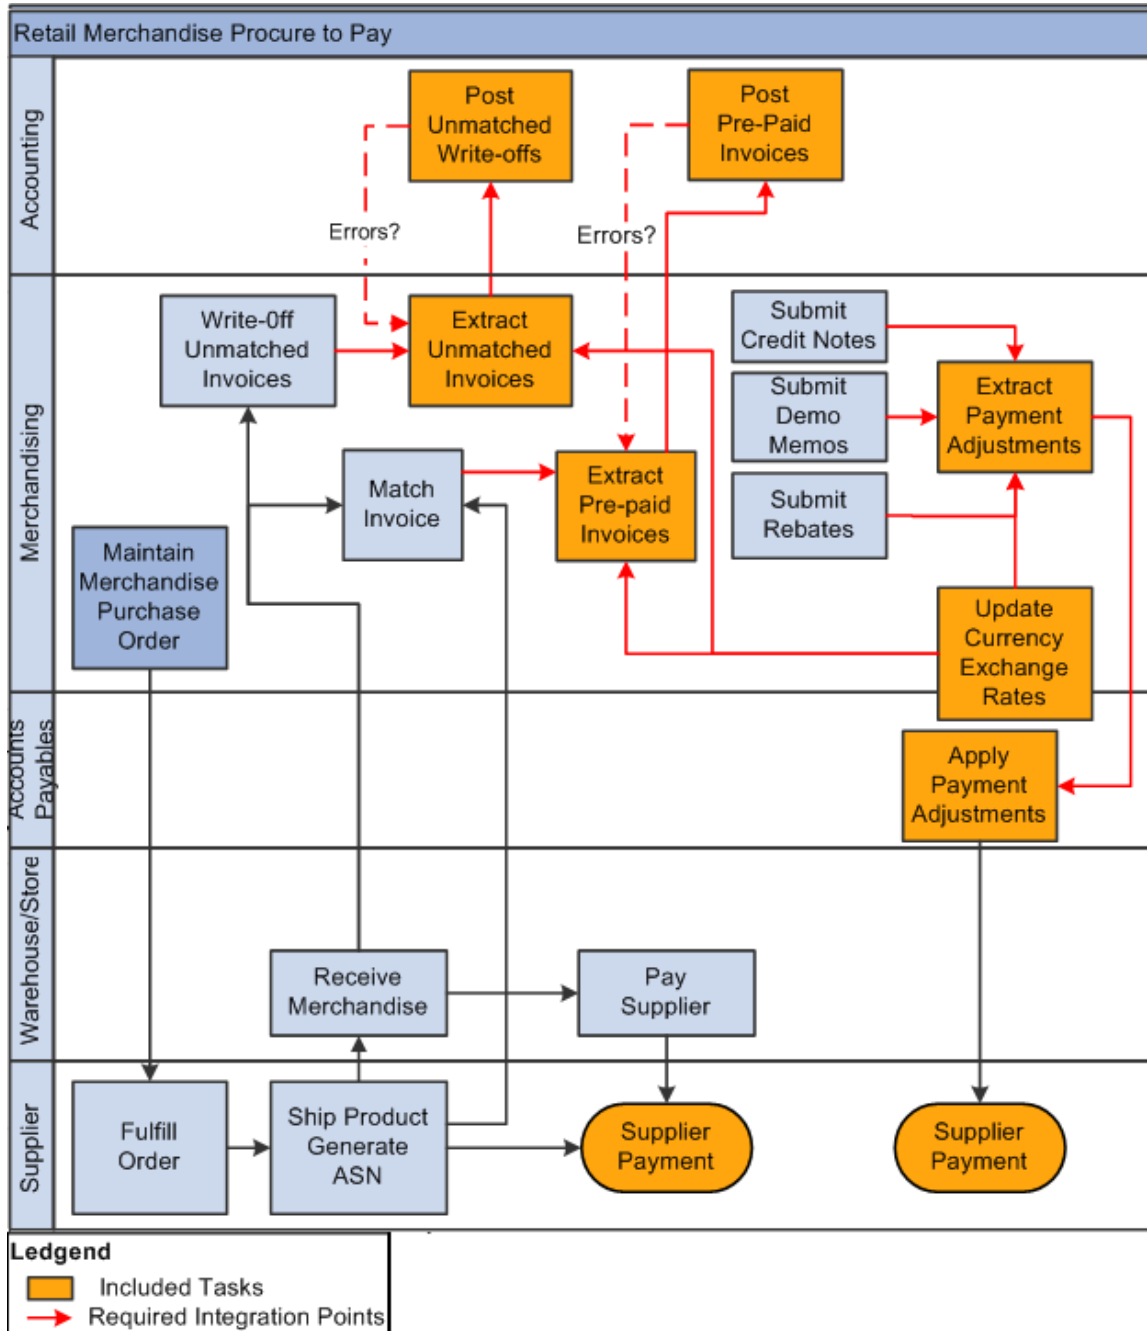 Retail Merchandise Procure to Pay
Accounting
Post
Unmatched
Write-offs
Post
Pre-Paid
Invoices
Errors?
Errors?
Merchandising
Write-0ff
Unmatched
Invoices
Extract
Unmatched
Invoices
Submit
Credit Notes
Submit
Demo
Memos
Extract
Payment
Adjustments
Match
Invoice
Extract
Pre-paid
Invoices
Submit
Rebates
Maintain
Merchandise
Purchase
Order
Update
Currency
Exchange
Rates
Accounts
Payables
Apply
Payment
Adjustments
Warehouse/Store
Receive
Merchandise
Pay
Supplier
Supplier
Fulfill
Order
Ship Product
Generate
ASN
Supplier
Payment
Supplier
Payment
Ledgend
Included Tasks
Required Integration Points